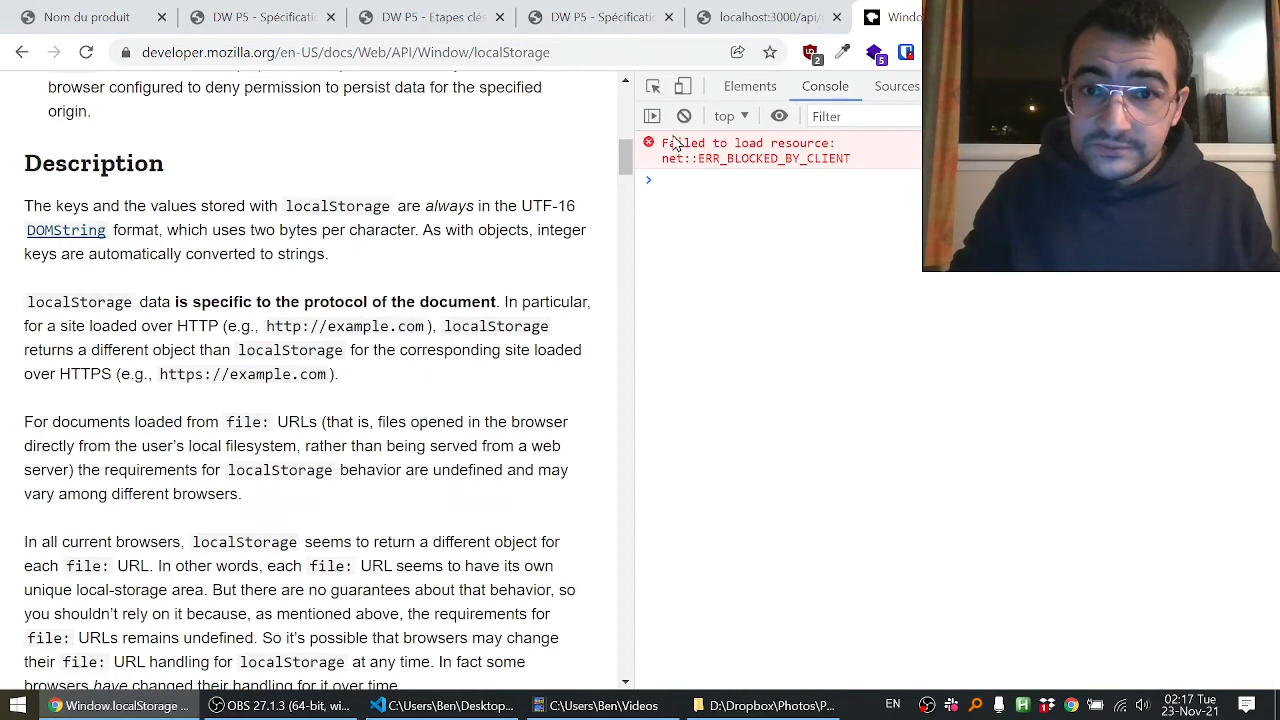 Nom du produit
DW P5 - Spécificati
DW P5 - Etapes clé
DW P5 - Spécificati
localhost:3000/api/
Windo
developer.mozilla.org/en-US/docs/Web/API/Window/localStorage
2
5
browser configured to deny permission to persist data for the specified
origin.
Description
The keys and the values stored with localStorage are always in the UTF-16
DOMString format, which uses two bytes per character. As with objects, integer
keys are automatically converted to strings.
localStorage data is specific to the protocol of the document. In particular,
for a site loaded over HTTP (e.g., http://example.com), localStorage
returns a different object than localStorage for the corresponding site loaded
over HTTPS (e.g., https://example.com).
For documents loaded from file: URLs (that is, files opened in the browser
directly from the user's local filesystem, rather than being served from a web
server) the requirements for localStorage behavior are undefined and may
vary among different browsers.
In all current browsers, localStorage seems to return a different object for
each file: URL. In other words, each file: URL seems to have its own
unique local-storage area. But there are no guarantees about that behavior, so
you shouldn't rely on it because, as mentioned above, the requirements for
file: URLs remains undefined. So it's possible that browsers may change
their file: URL handling for localStorage at any time. In fact some
browsers have changed their handling for it over time.
Elements
Console
Sources
top
Filter
Failed to load resource:
net::ERR_BLOCKED_BY_CLIENT
Window.localStorage ...
OBS 27.0.1 (64-bit, wi...
C:\Users\Ben\Desktop...
C:\Users\Ben\Videos
D:\Dropbox\Photos\P...
EN
02:17 Tue
23-Nov-21